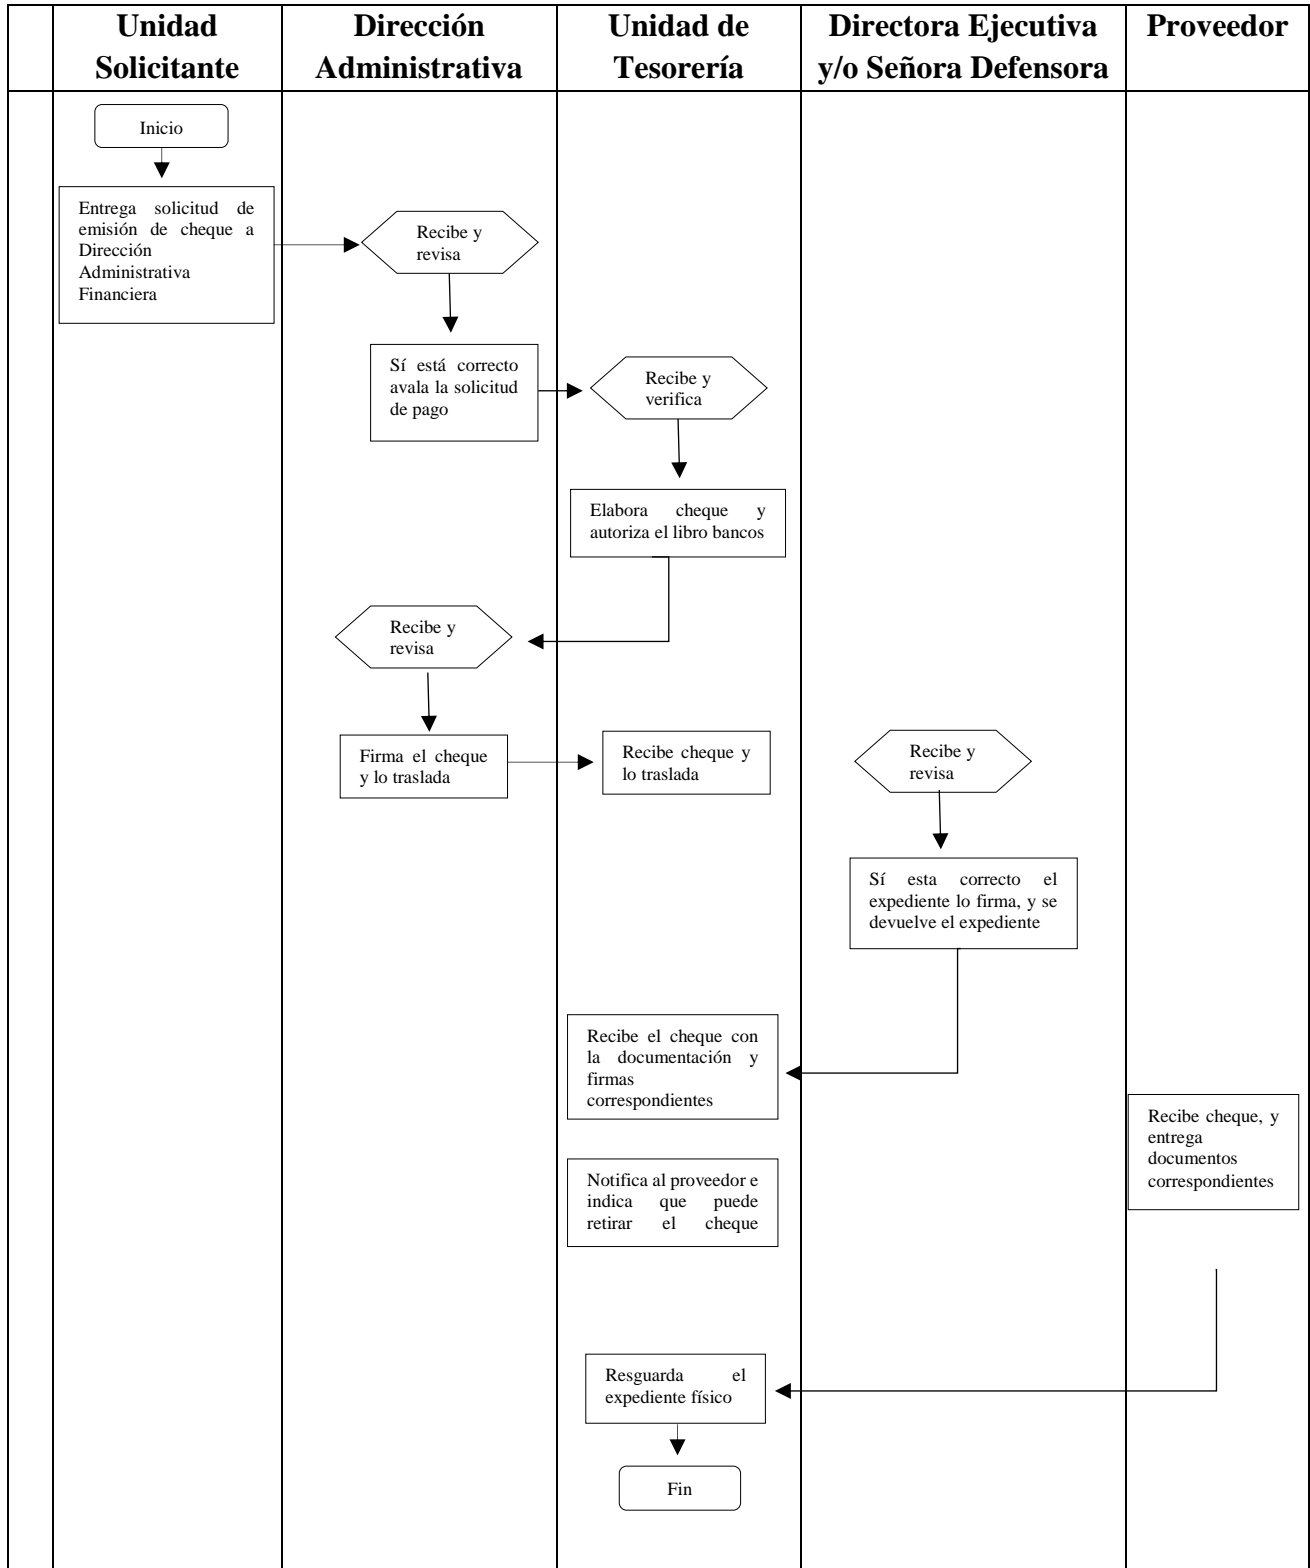 Unidad
Solicitante
Dirección
Administrativa
Unidad de
Tesorería
Directora Ejecutiva
y/o Señora Defensora
Proveedor
Inicio
Entrega solicitud de
emisión de cheque a
Dirección
Administrativa
Financiera
Recibe y
revisa
Sí está correcto
avala la solicitud
de pago
Recibe y
verifica
Elabora cheque y
autoriza el libro bancos
Recibe y
revisa
Firma el cheque
y lo traslada
Recibe cheque y
lo traslada
Recibe y
revisa
Sí esta correcto el
expediente lo firma, y se
devuelve el expediente
Recibe el cheque con
la documentación y
firmas
correspondientes
Notifica al proveedor e
indica que puede
retirar el cheque
Recibe cheque, y
entrega
documentos
correspondientes
Resguarda el
expediente físico
Fin